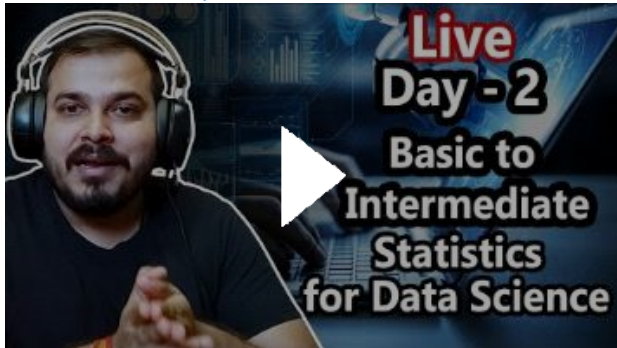 Live
Day - 2
Basic to
Intermediate
Statistics
for Data Science